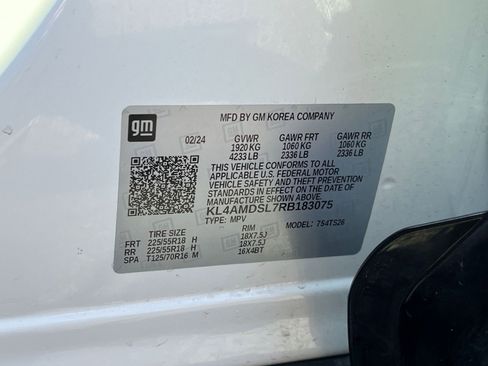 gm
MFD BY GM KOREA COMPANY
02/24 GVWR GAWR FRT GAWR RR
1920 KG 1060 KG 1060 KG
4233 LB 2336 LB 2336 LB
THIS VEHICLE CONFORMS TO ALL
APPLICABLE U.S. FEDERAL MOTOR
VEHICLE SAFETY AND THEFT
PREVENTION STANDARDS IN EFFECT
ON THE DATE OF MANUFACTURE
SHOWN ABOVE.
KL4AMDSL7RB183075
TYPE: MPV MODEL: 7S4TS26
TIRE SIZE RIM
FRT 225/55R18 H 18X7.5J
RR 225/55R18 H 18X7.5J
SPA T125/70R16 M 16X4BT